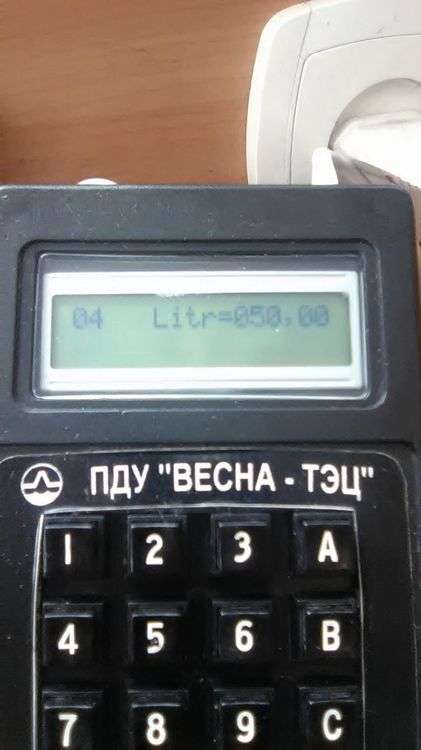 04 Litr=050,00
ПДУ "ВЕСНА - ТЭЦ"
1 2 3 A
4 5 6 B
7 8 9 C